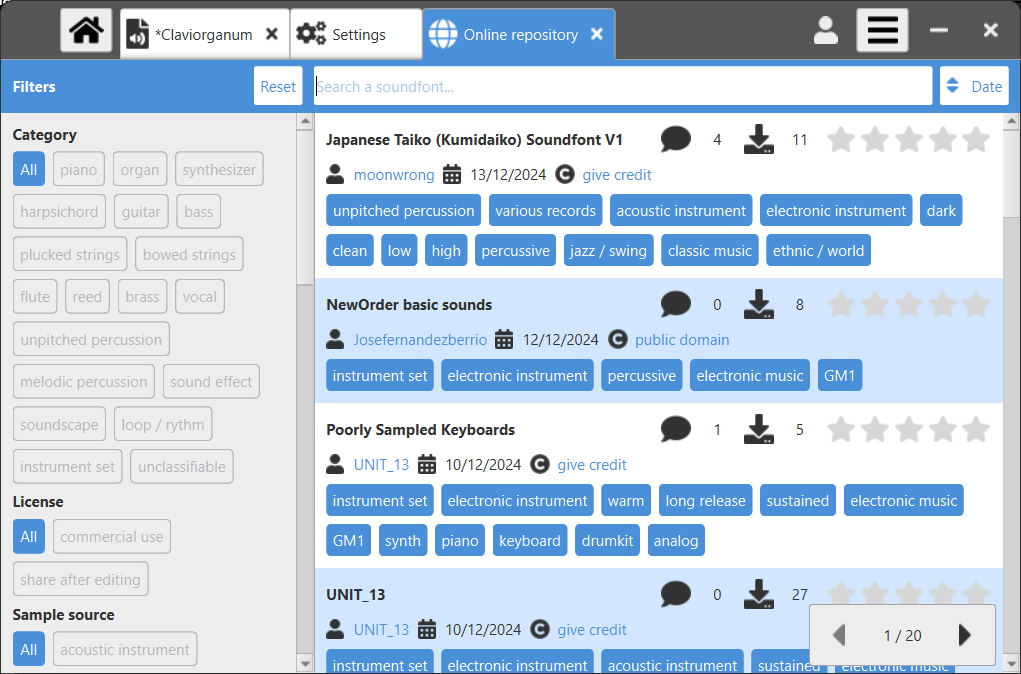 *Claviorganum
Settings
Online repository
Filters
Reset
Search a soundfont...
Date
Category
All piano organ synthesizer
harpsichord guitar bass
plucked strings bowed strings
flute reed brass vocal
unpitched percussion
melodic percussion sound effect
soundscape loop / rythm
instrument set unclassifiable
License
All commercial use
share after editing
Sample source
All acoustic instrument
Japanese Taiko (Kumidaiko) Soundfont V1 4 11
moonwrong 13/12/2024 give credit
unpitched percussion various records acoustic instrument electronic instrument dark
clean low high percussive jazz / swing classic music ethnic / world
NewOrder basic sounds 0 8
Josefernandezberrio 12/12/2024 public domain
instrument set electronic instrument percussive electronic music GM1
Poorly Sampled Keyboards 1 5
UNIT_13 10/12/2024 give credit
instrument set electronic instrument warm long release sustained electronic music
GM1 synth piano keyboard drumkit analog
UNIT_13 0 27
UNIT_13 10/12/2024 give credit
instrument set electronic instrument acoustic instrument sustained electronic music
1 / 20